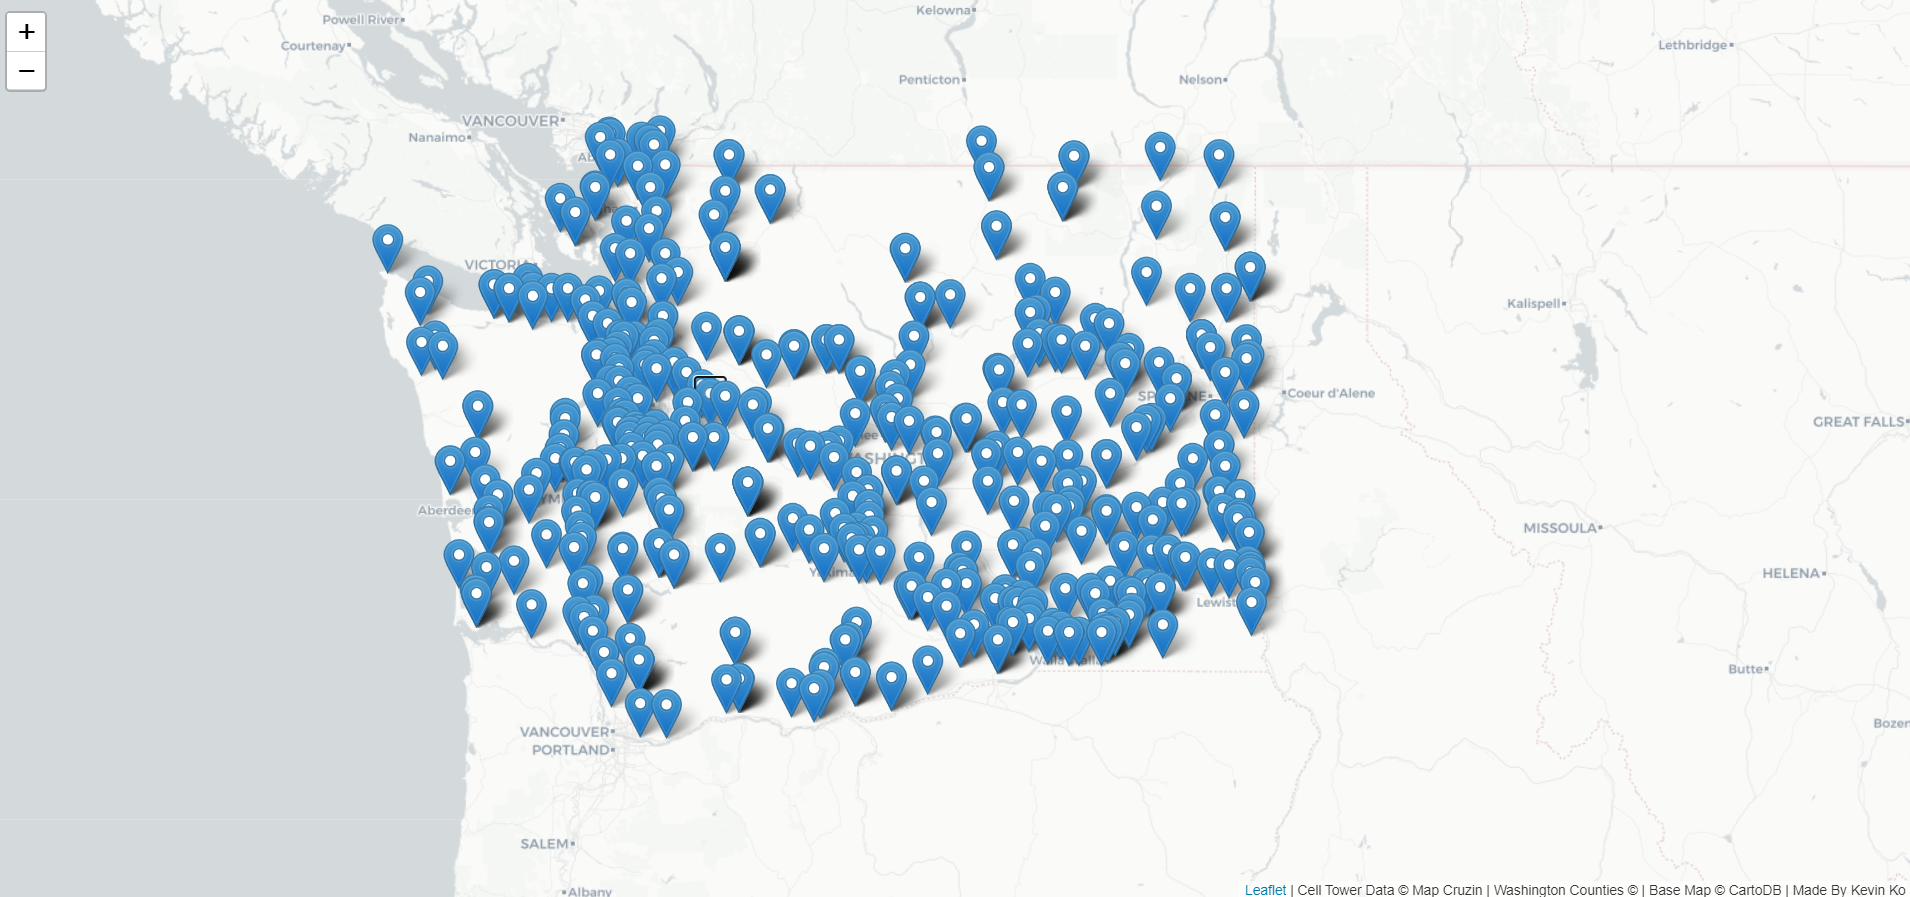 +
−
Powell River
Kelowna
Courtenay
Lethbridge
Penticton
Nelson
VANCOUVER
Nanaimo
VICTORIA
Kalispell
Coeur d'Alene
GREAT FALLS
Aberdeen
MISSOULA
HELENA
Butte
Bozen
VANCOUVER
PORTLAND
SALEM
Albany
Leaflet | Cell Tower Data © Map Cruzin | Washington Counties © | Base Map © CartoDB | Made By Kevin Ko